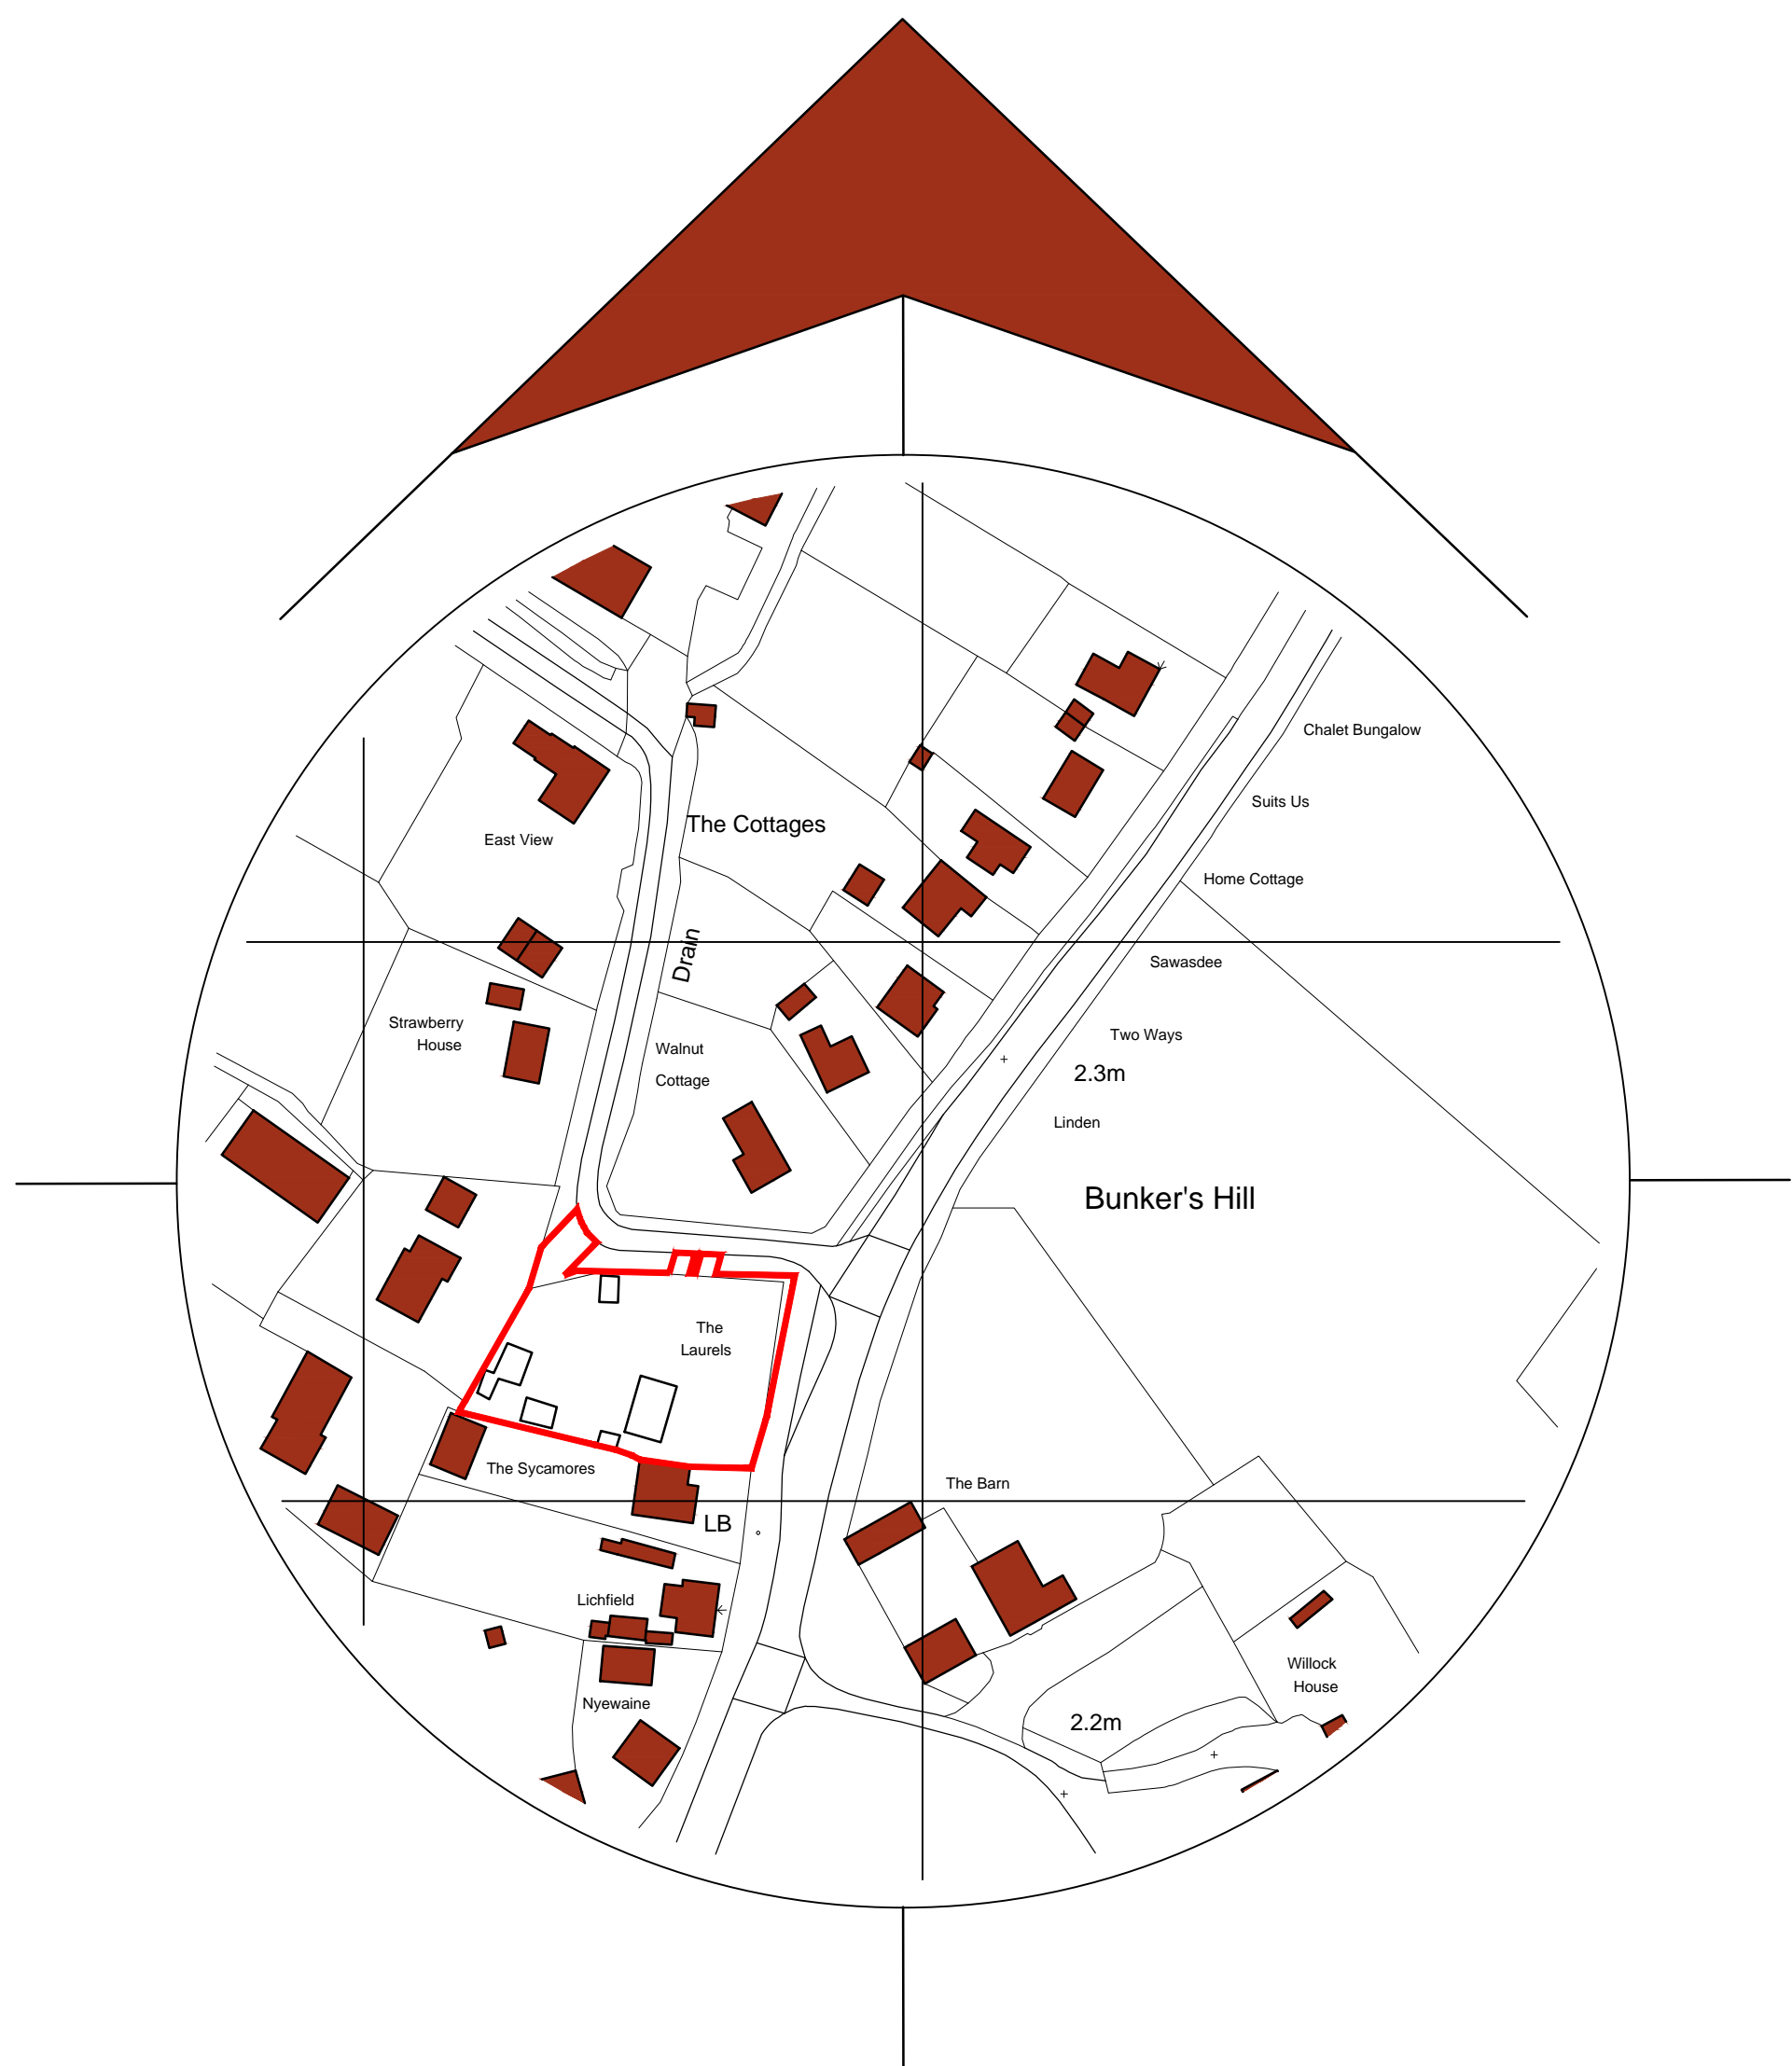 Chalet Bungalow
Suits Us
The Cottages
East View
Home Cottage
Drain
Sawasdee
Strawberry
House
Two Ways
Walnut
Cottage
2.3m
Linden
Bunker's Hill
The
Laurels
The Sycamores
The Barn
LB
Lichfield
Willock
House
Nyewaine
2.2m